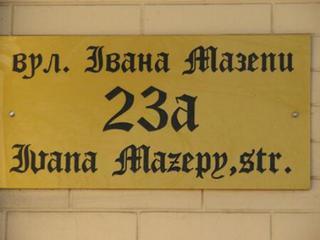 вул. Івана Мазепи
23а
Ivana Mazepy,str.